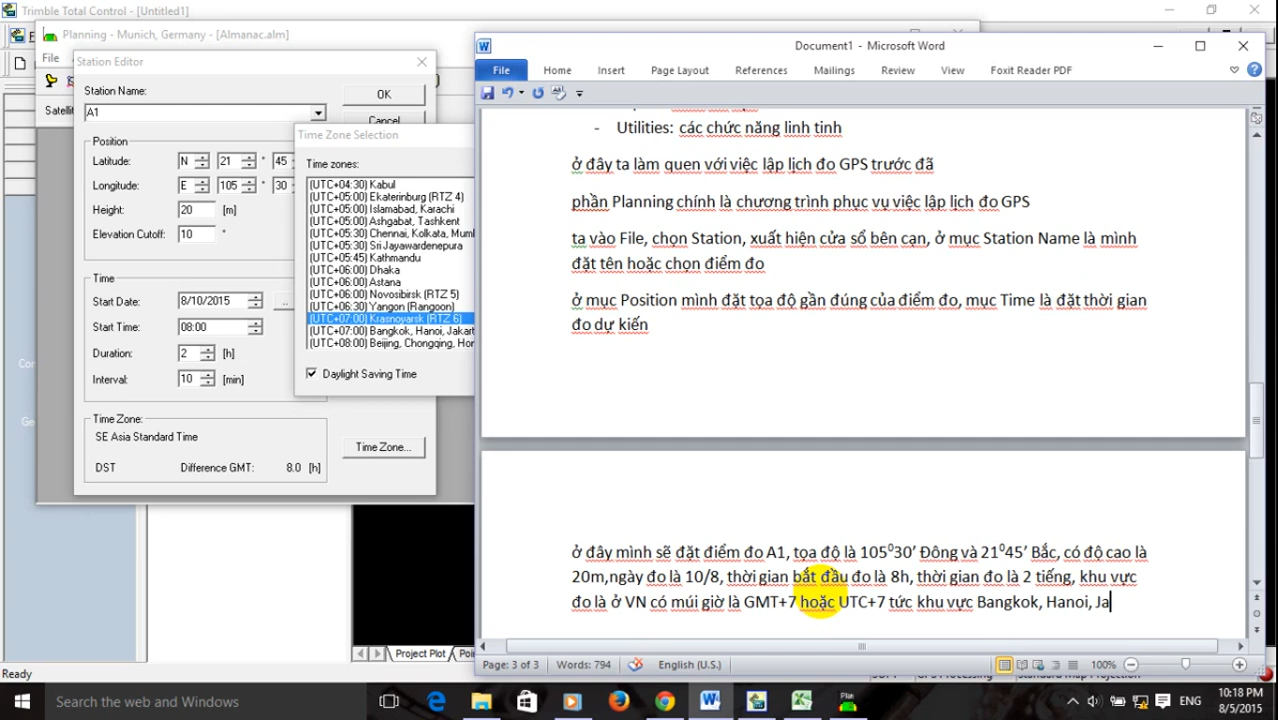 Trimble Total Control - [Untitled1]
Planning - Munich, Germany - [Almanac.alm]
File
Station Editor
Station Name:
A1
OK
Cancel
Position
Latitude: N 21 ° 45
Longitude: E 105 ° 30
Height: 20 [m]
Elevation Cutoff: 10 °
Time
Start Date: 8/10/2015 ..
Start Time: 08:00
Duration: 2 [h]
Interval: 10 [min]
Time Zone:
SE Asia Standard Time
DST Difference GMT: 8.0 [h]
Time Zone...
Time Zone Selection
Time zones:
(UTC+04:30) Kabul
(UTC+05:00) Ekaterinburg (RTZ 4)
(UTC+05:00) Islamabad, Karachi
(UTC+05:00) Ashgabat, Tashkent
(UTC+05:30) Chennai, Kolkata, Mum
(UTC+05:30) Sri Jayawardenepura
(UTC+05:45) Kathmandu
(UTC+06:00) Dhaka
(UTC+06:00) Astana
(UTC+06:00) Novosibirsk (RTZ 5)
(UTC+06:30) Yangon (Rangoon)
(UTC+07:00) Krasnoyarsk (RTZ 6)
(UTC+07:00) Bangkok, Hanoi, Jakart
(UTC+08:00) Beijing, Chongqing, Hon
Daylight Saving Time
Project Plot
Ready
Document1 - Microsoft Word
File Home Insert Page Layout References Mailings Review View Foxit Reader PDF
- Utilities: các chức năng linh tinh
ở đây ta làm quen với việc lập lịch đo GPS trước đã
phần Planning chính là chương trình phục vụ việc lập lịch đo GPS
ta vào File, chọn Station, xuất hiện cửa sổ bên cạn, ở mục Station Name là mình
đặt tên hoặc chọn điểm đo
ở mục Position mình đặt tọa độ gần đúng của điểm đo, mục Time là đặt thời gian
đo dự kiến
ở đây mình sẽ đặt điểm đo A1, tọa độ là 105⁰30’ Đông và 21⁰45’ Bắc, có độ cao là
20m,ngày đo là 10/8, thời gian bắt đầu đo là 8h, thời gian đo là 2 tiếng, khu vực
đo là ở VN có múi giờ là GMT+7 hoặc UTC+7 tức khu vực Bangkok, Hanoi, Ja
Page: 3 of 3 Words: 794 English (U.S.) 100%
Search the web and Windows
ENG
10:18 PM
8/5/2015